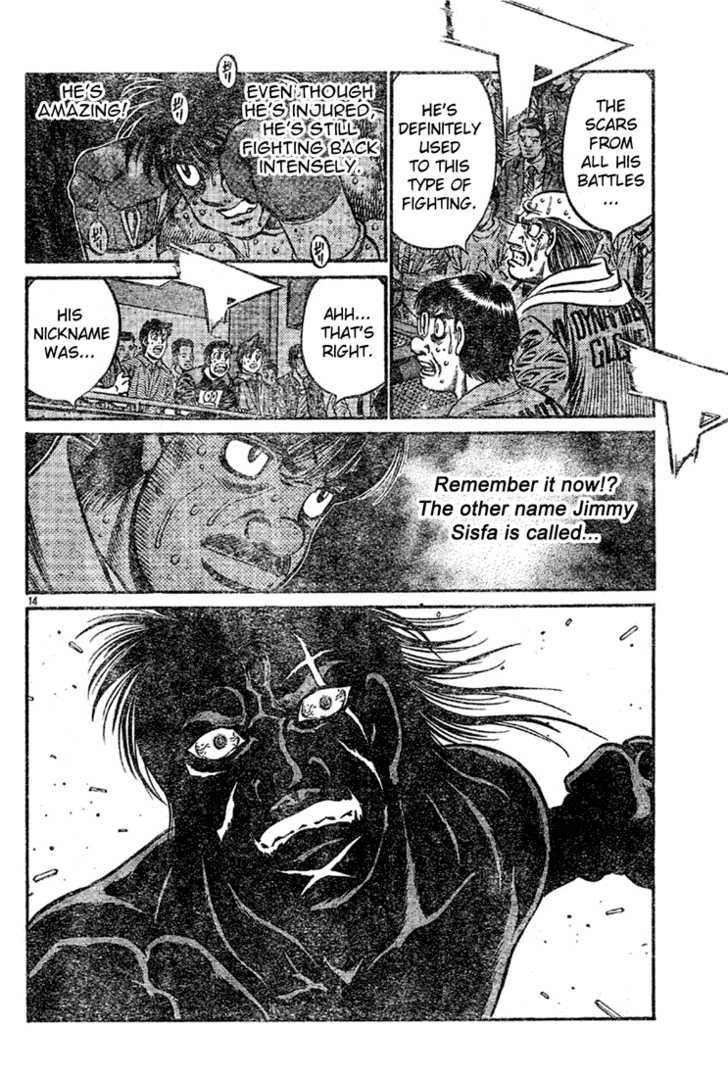 THE
SCARS
FROM
ALL HIS
BATTLES
...
HE'S
DEFINITELY
USED
TO THIS
TYPE OF
FIGHTING.
EVEN THOUGH
HE'S INJURED,
HE'S STILL
FIGHTING BACK
INTENSELY.
HE'S
AMAZING!
AHH...
THAT'S
RIGHT.
HIS
NICKNAME
WAS...
Remember it now!?
The other name Jimmy
Sisfa is called...
14